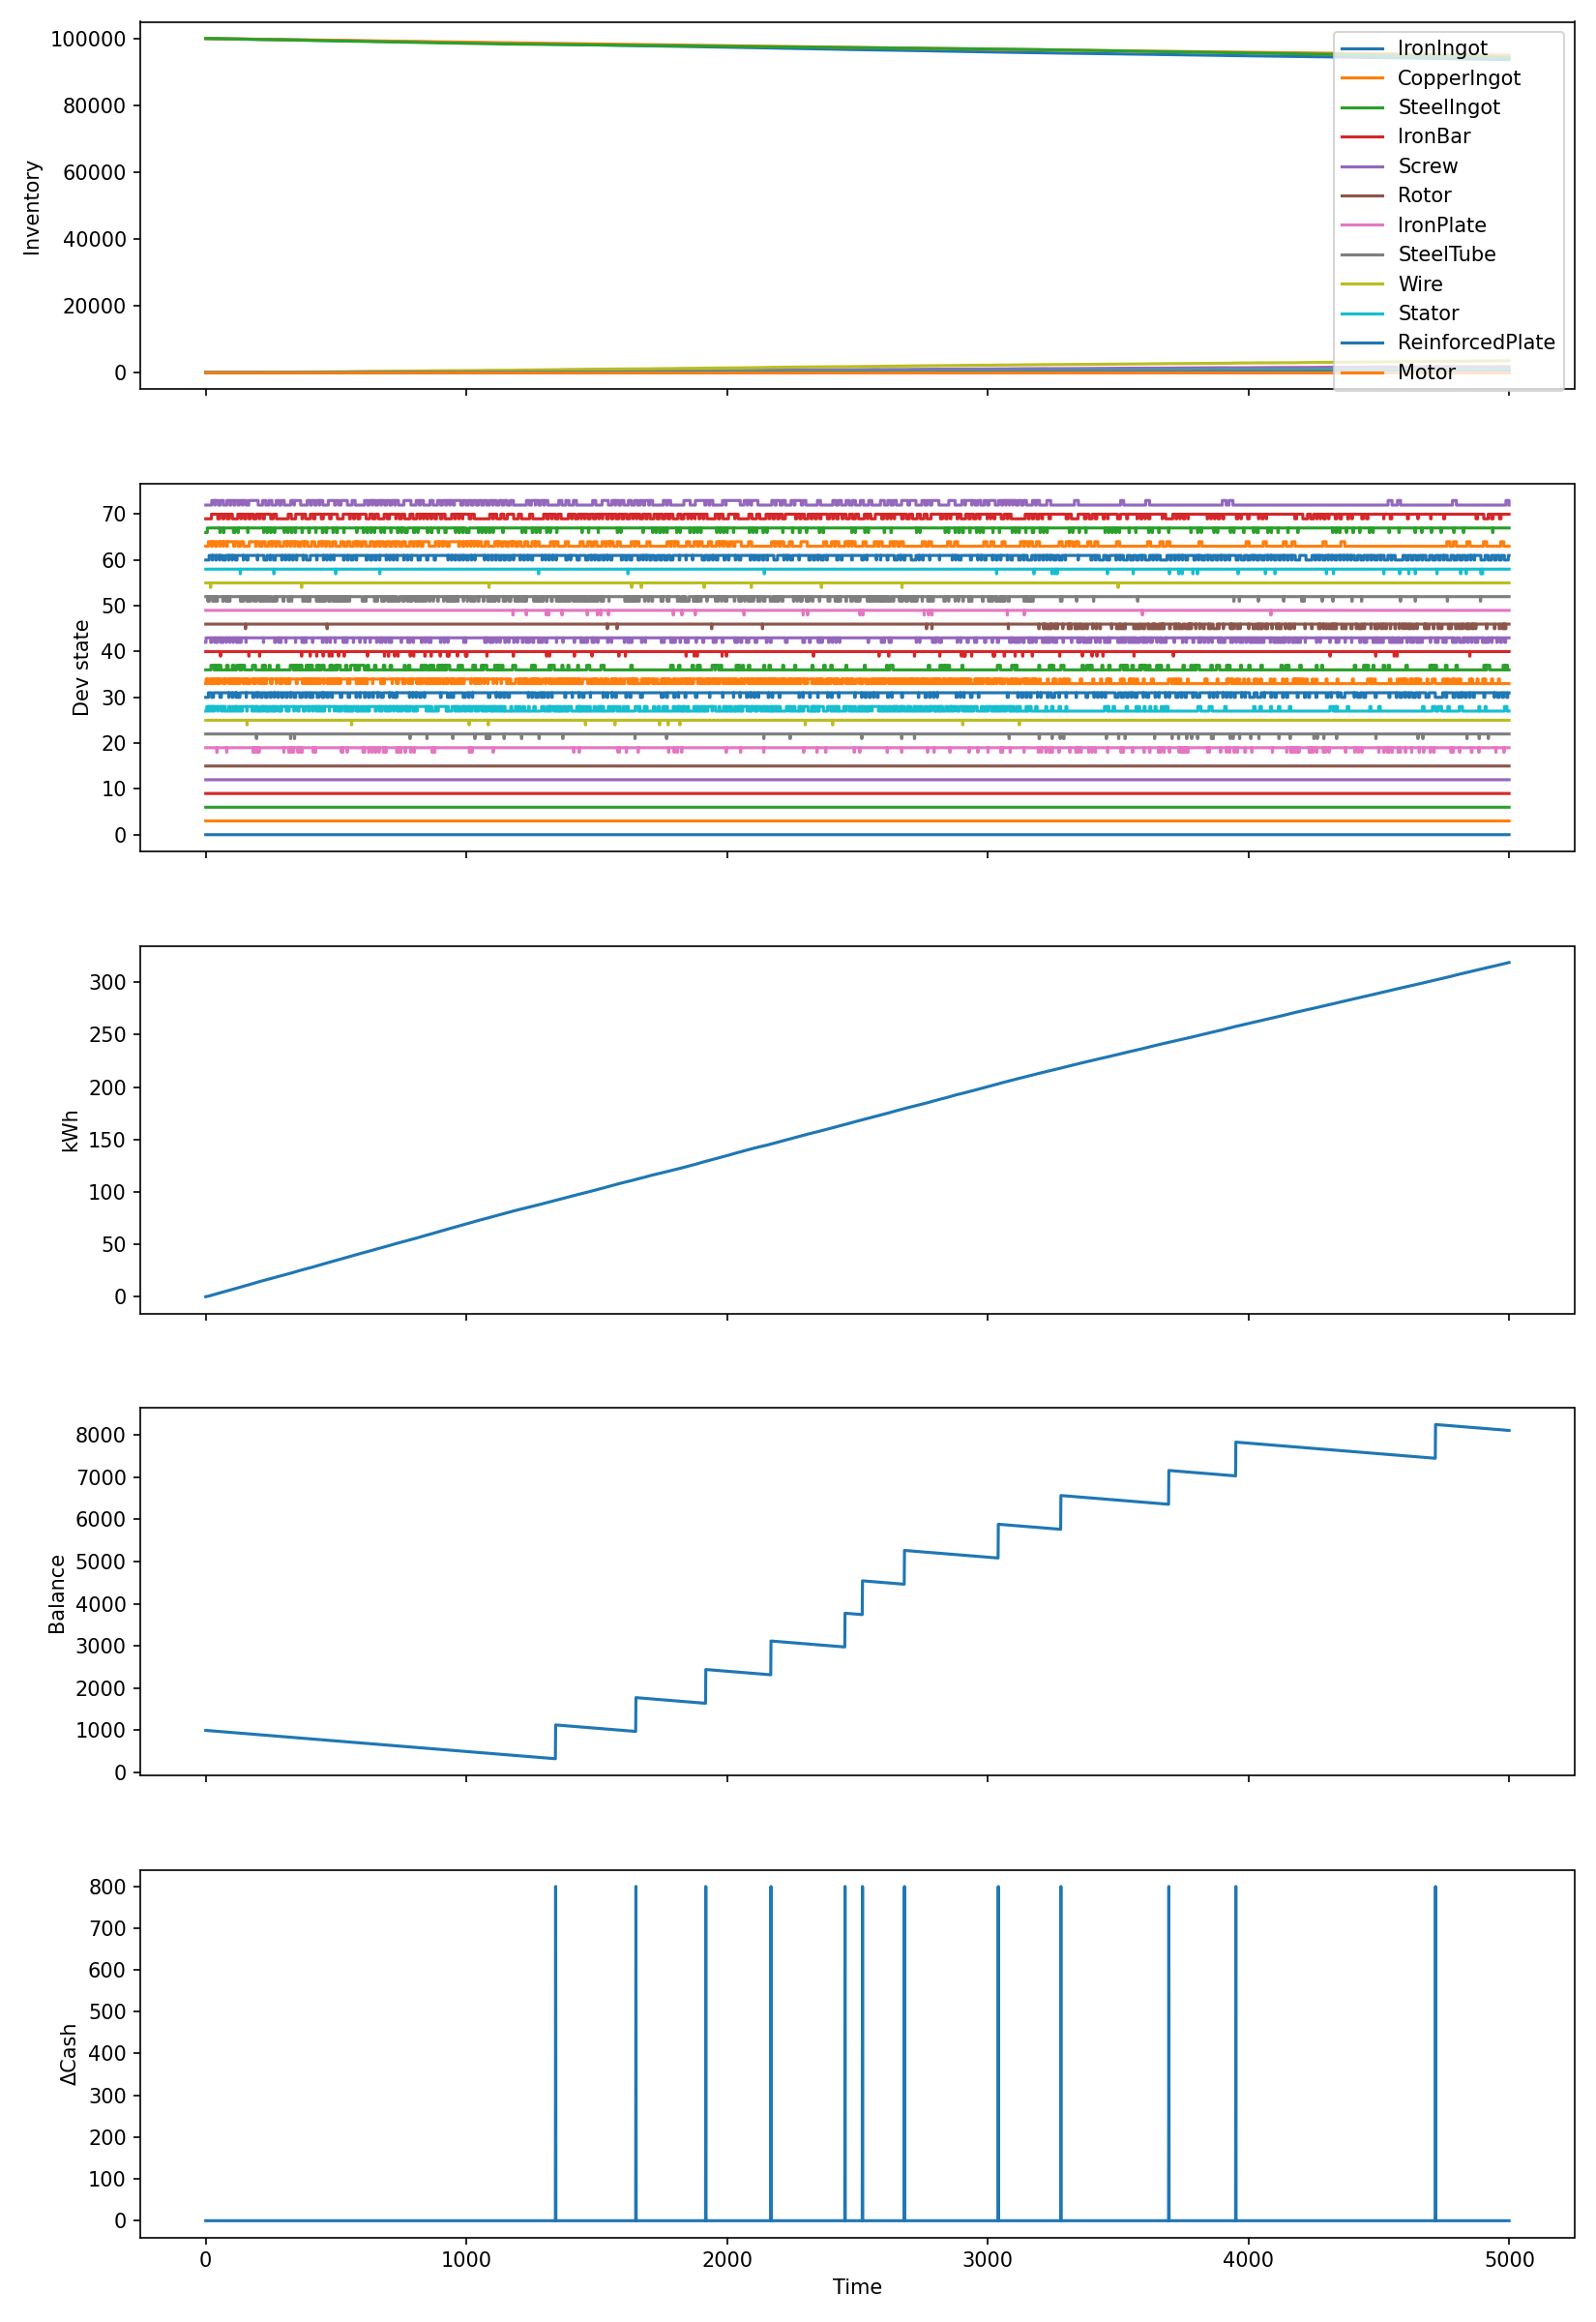 100000
80000
60000
40000
20000
0
Inventory
IronIngot
CopperIngot
SteelIngot
IronBar
Screw
Rotor
IronPlate
SteelTube
Wire
Stator
ReinforcedPlate
Motor
70
60
50
40
30
20
10
0
Dev state
300
250
200
150
100
50
0
kWh
8000
7000
6000
5000
4000
3000
2000
1000
0
Balance
800
700
600
500
400
300
200
100
0
ΔCash
0 1000 2000 3000 4000 5000
Time